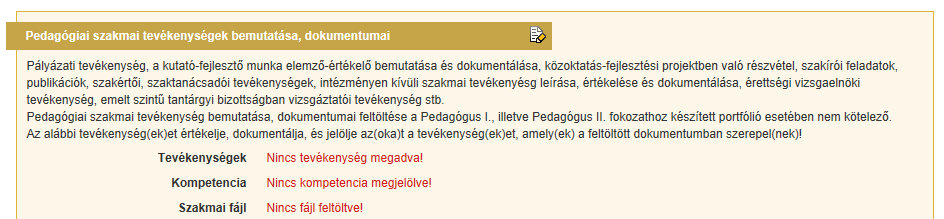 Pedagógiai szakmai tevékenységek bemutatása, dokumentumai
Pályázati tevékenység, a kutató-fejlesztő munka elemző-értékelő bemutatása és dokumentálása, közoktatás-fejlesztési projektben való részvétel, szakírói feladatok,
publikációk, szakértői, szaktanácsadói tevékenységek, intézményen kívüli szakmai tevékenyésg leírása, értékelése és dokumentálása, érettségi vizsgaelnöki
tevékenység, emelt szintű tantárgyi bizottságban vizsgáztatói tevékenység stb.
Pedagógiai szakmai tevékenység bemutatása, dokumentumai feltöltése a Pedagógus I., illetve Pedagógus II. fokozathoz készített portfólió esetében nem kötelező.
Az alábbi tevékenység(ek)et értékelje, dokumentálja, és jelölje az(oka)t a tevékenység(ek)et, amely(ek) a feltöltött dokumentumban szerepel(nek)!
Tevékenységek Nincs tevékenység megadva!
Kompetencia Nincs kompetencia megjelölve!
Szakmai fájl Nincs fájl feltöltve!